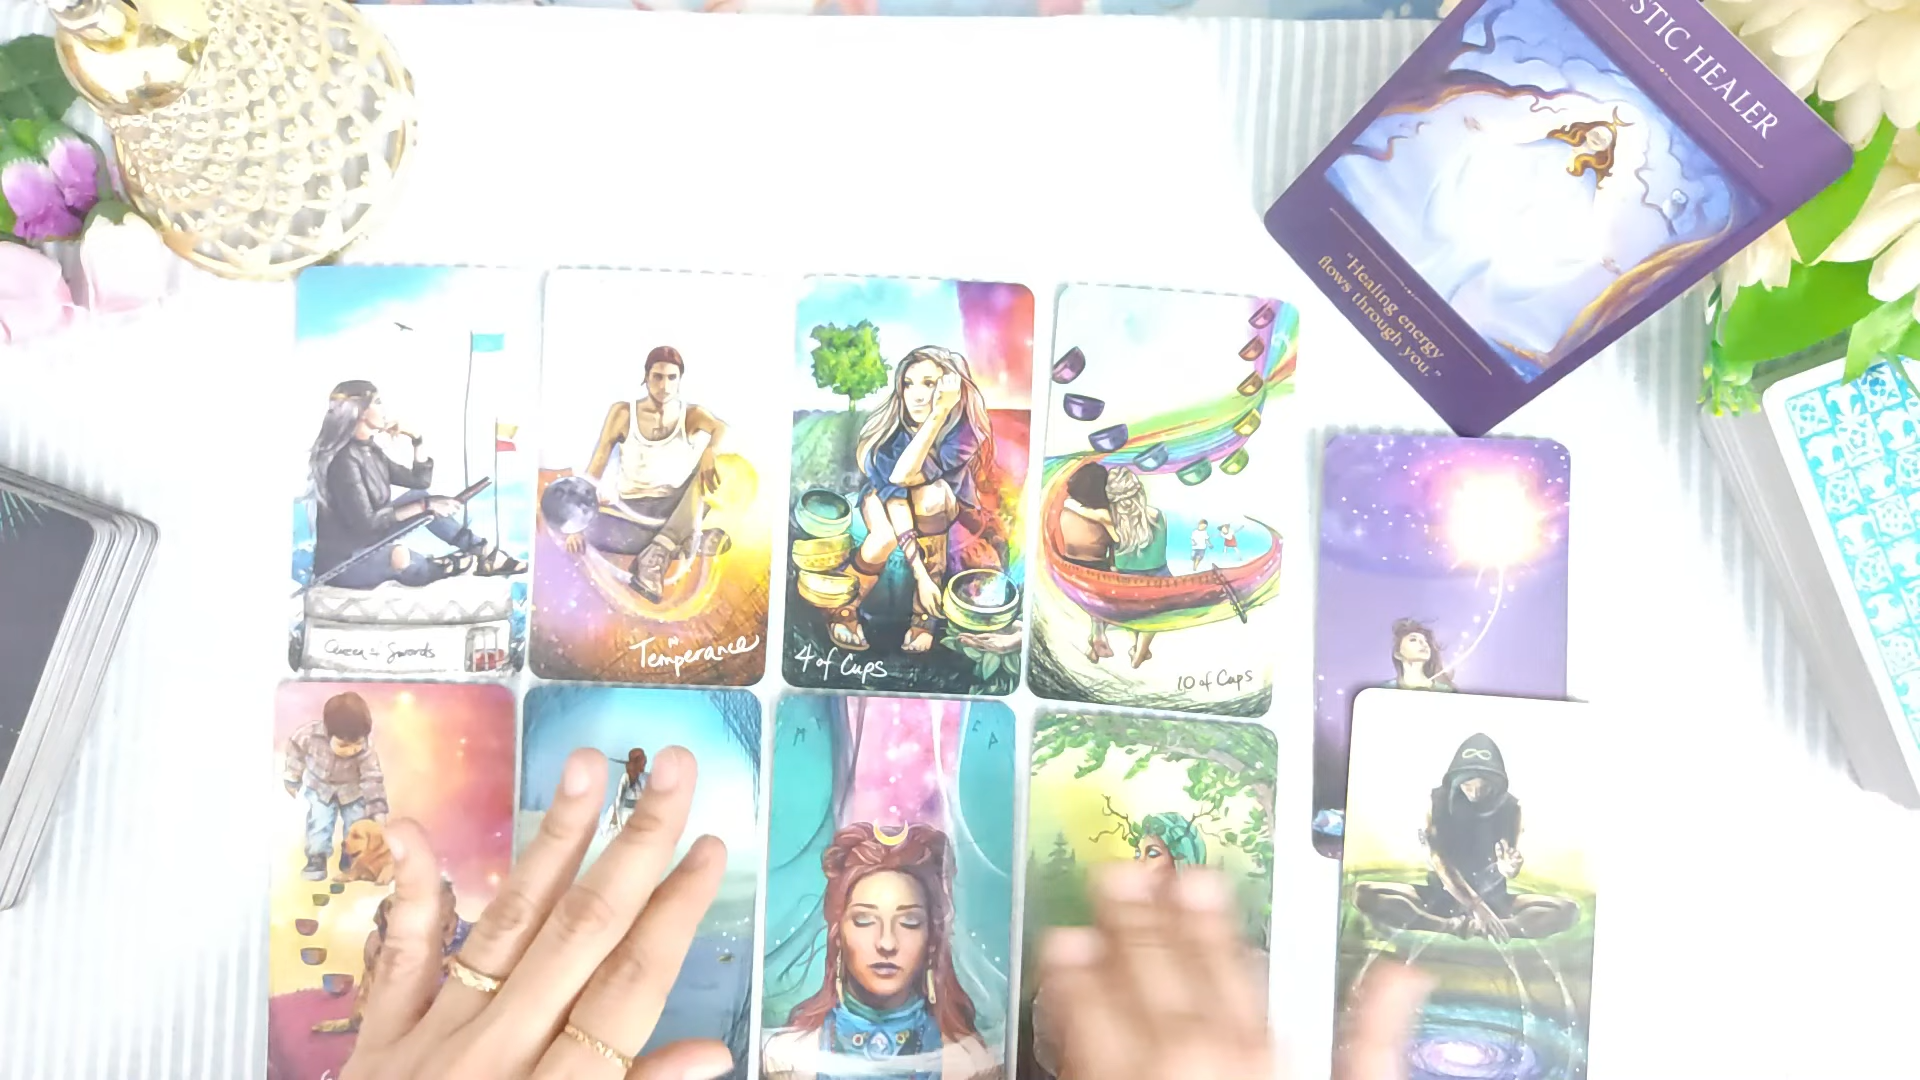 STIC HEALER
"Healing energy
flows through you."
Queen of Swords
Temperance
4 of Cups
10 of Cups